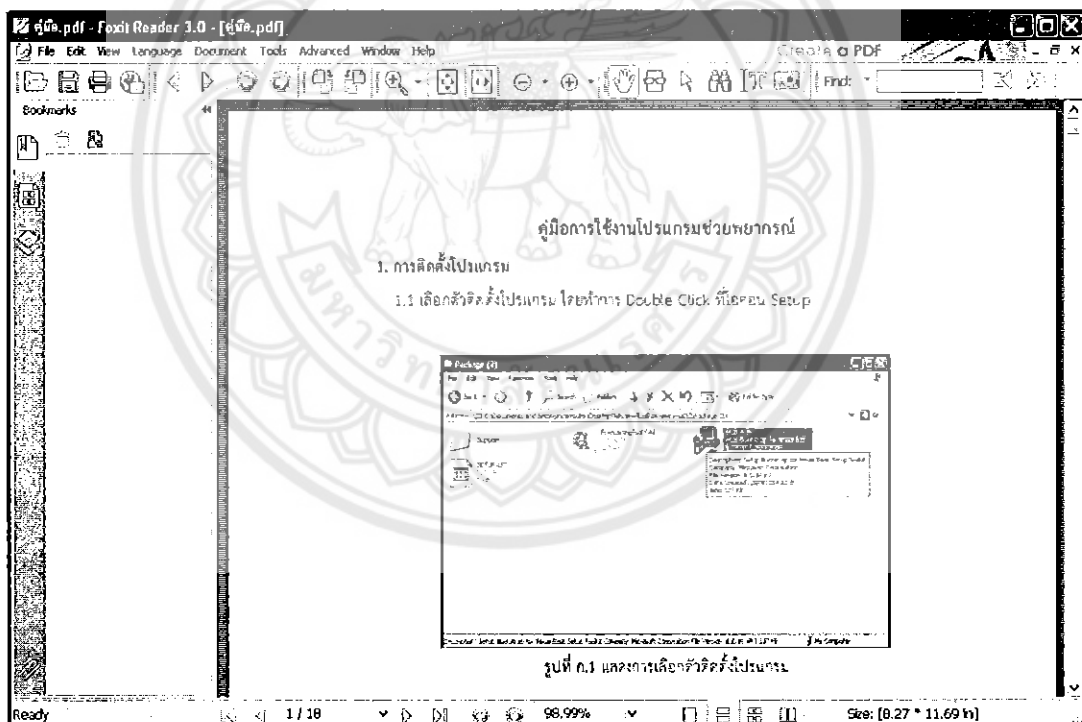 คู่มือ.pdf - Foxit Reader 3.0 - [คู่มือ.pdf]
File Edit View Language Document Tools Advanced Window Help
Create a PDF
Find:
Bookmarks
คู่มือการใช้งานโปรแกรมช่วยพยากรณ์
1. การติดตั้งโปรแกรม
1.1 เลือกตัวติดตั้งโปรแกรม โดยทำการ Double Click ที่ไอคอน Setup
Package (2)
Support
My Computer
รูปที่ ก.1 แสดงการเลือกตัวติดตั้งโปรแกรม
Ready
1 / 18
98.99%
Size: [8.27 * 11.69 in]